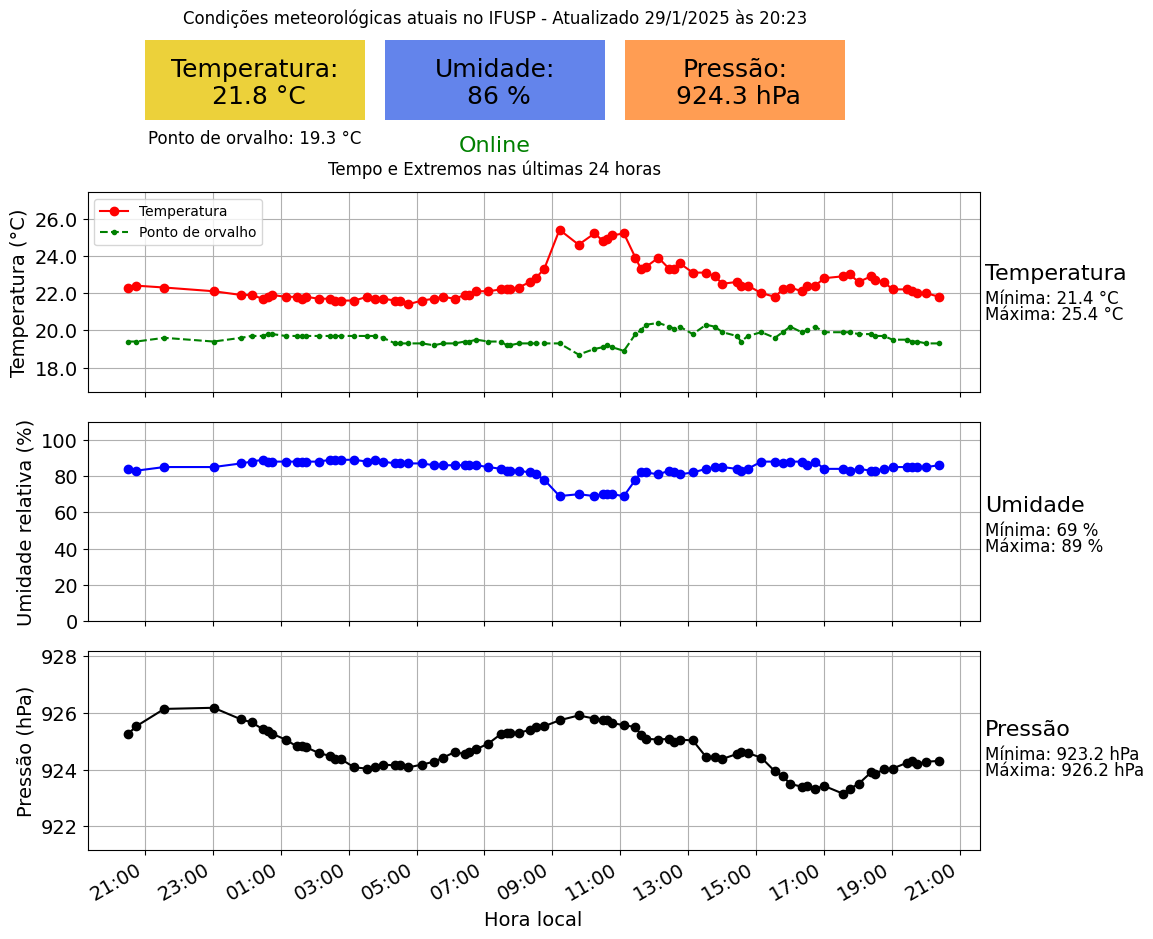 Condições meteorológicas atuais no IFUSP - Atualizado 29/1/2025 às 20:23
Temperatura:
21.8 °C
Umidade:
86 %
Pressão:
924.3 hPa
Ponto de orvalho: 19.3 °C
Online
Tempo e Extremos nas últimas 24 horas
Temperatura (°C)
26.0
24.0
22.0
20.0
18.0
Temperatura
Ponto de orvalho
Temperatura
Mínima: 21.4 °C
Máxima: 25.4 °C
Umidade relativa (%)
100
80
60
40
20
0
Umidade
Mínima: 69 %
Máxima: 89 %
Pressão (hPa)
928
926
924
922
Pressão
Mínima: 923.2 hPa
Máxima: 926.2 hPa
21:00 23:00 01:00 03:00 05:00 07:00 09:00 11:00 13:00 15:00 17:00 19:00 21:00
Hora local